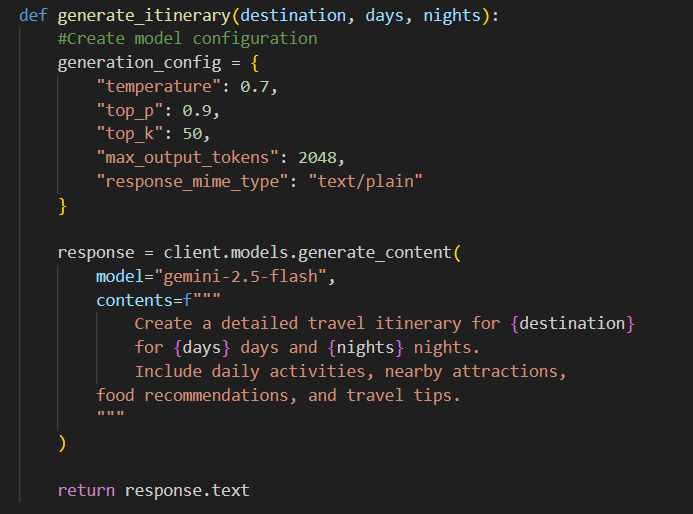 def generate_itinerary(destination, days, nights):
    #Create model configuration
    generation_config = {
        "temperature": 0.7,
        "top_p": 0.9,
        "top_k": 50,
        "max_output_tokens": 2048,
        "response_mime_type": "text/plain"
    }

    response = client.models.generate_content(
        model="gemini-2.5-flash",
        contents=f"""
            Create a detailed travel itinerary for {destination}
            for {days} days and {nights} nights.
            Include daily activities, nearby attractions,
        food recommendations, and travel tips.
        """
    )

    return response.text